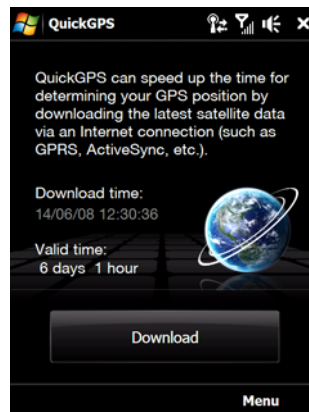 QuickGPS
QuickGPS can speed up the time for
determining your GPS position by
downloading the latest satellite data
via an Internet connection (such as
GPRS, ActiveSync, etc.).
Download time:
14/06/08 12:30:36
Valid time:
6 days 1 hour
Download
Menu